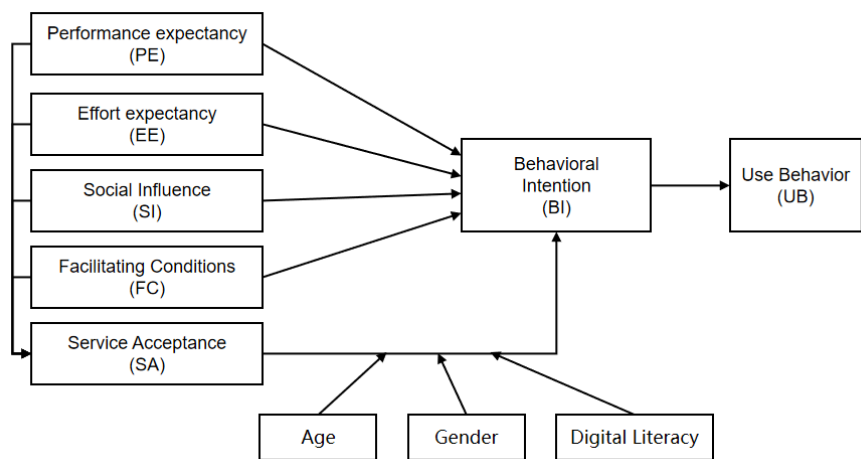 Performance expectancy
(PE)
Effort expectancy
(EE)
Social Influence
(SI)
Facilitating Conditions
(FC)
Service Acceptance
(SA)
Behavioral
Intention
(BI)
Use Behavior
(UB)
Age
Gender
Digital Literacy